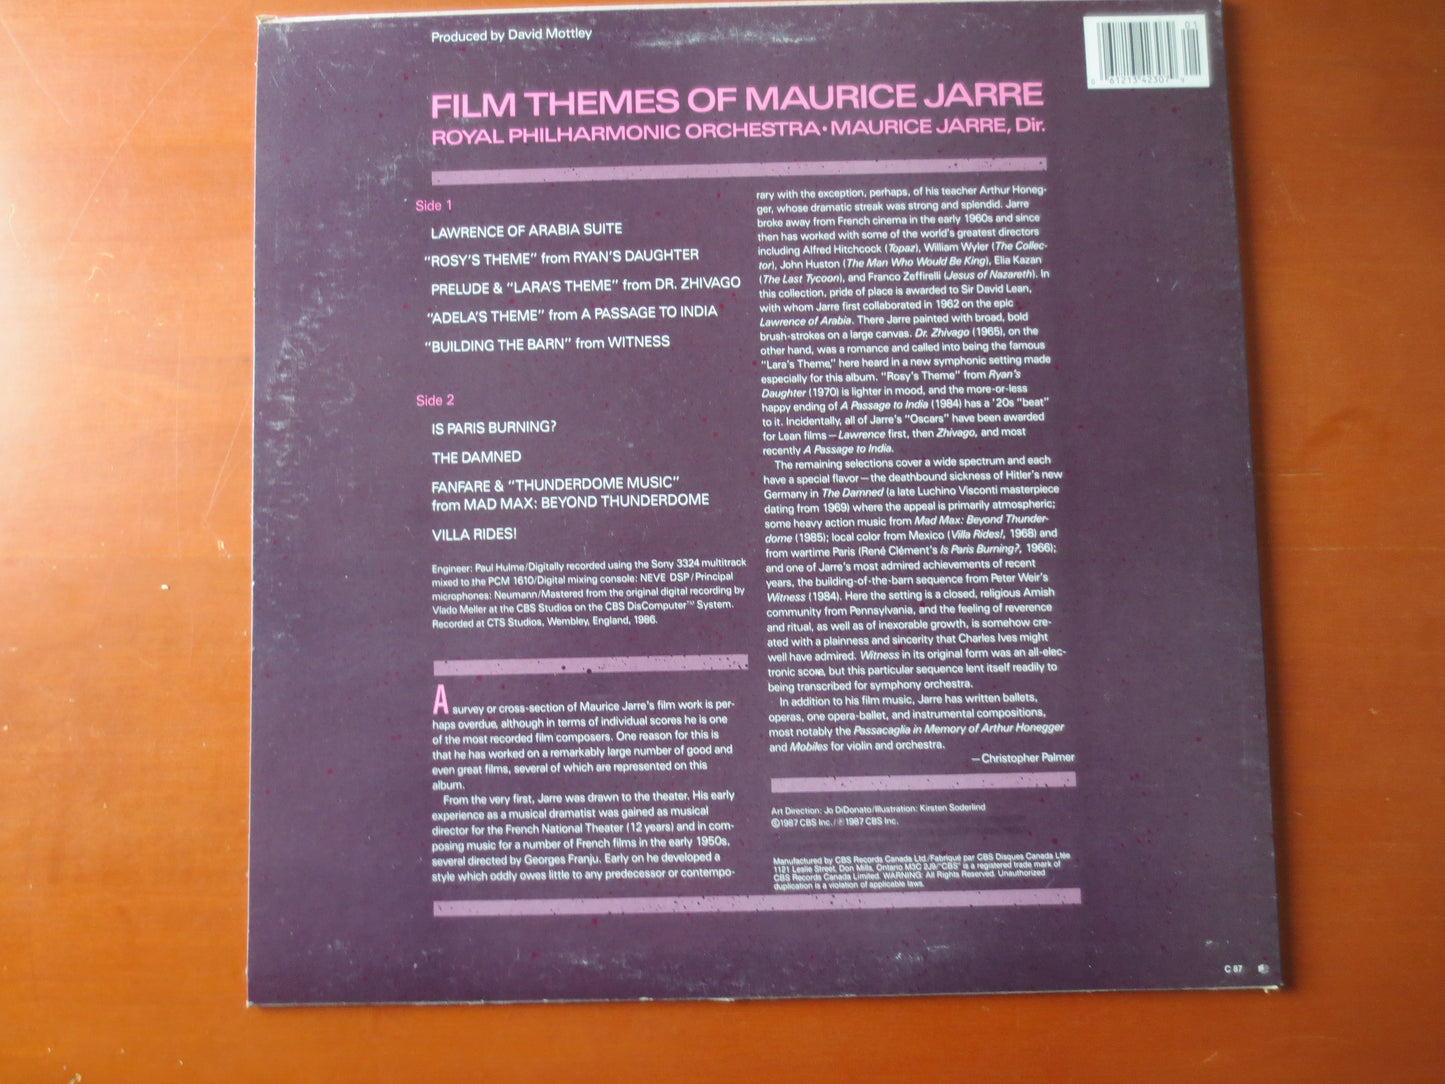 Produced by David Mottley
01
0 61213 42307 9
FILM THEMES OF MAURICE JARRE
ROYAL PHILHARMONIC ORCHESTRA • MAURICE JARRE, Dir.
Side 1
LAWRENCE OF ARABIA SUITE
"ROSY'S THEME" from RYAN'S DAUGHTER
PRELUDE & "LARA'S THEME" from DR. ZHIVAGO
"ADELA'S THEME" from A PASSAGE TO INDIA
"BUILDING THE BARN" from WITNESS
Side 2
IS PARIS BURNING?
THE DAMNED
FANFARE & "THUNDERDOME MUSIC"
from MAD MAX: BEYOND THUNDERDOME
VILLA RIDES!
Engineer: Paul Hulme/Digitally recorded using the Sony 3324 multitrack
mixed to the PCM 1610/Digital mixing console: NEVE DSP/Principal
microphones: Neumann/Mastered from the original digital recording by
Vlado Meller at the CBS Studios on the CBS DisComputer™ System.
Recorded at CTS Studios, Wembley, England, 1986.
A survey or cross-section of Maurice Jarre's film work is per-
haps overdue, although in terms of individual scores he is one
of the most recorded film composers. One reason for this is
that he has worked on a remarkably large number of good and
even great films, several of which are represented on this
album.
From the very first, Jarre was drawn to the theater. His early
experience as a musical dramatist was gained as musical
director for the French National Theater (12 years) and in com-
posing music for a number of French films in the early 1950s,
several directed by Georges Franju. Early on he developed a
style which oddly owes little to any predecessor or contempo-
rary with the exception, perhaps, of his teacher Arthur Honeg-
ger, whose dramatic streak was strong and splendid. Jarre
broke away from French cinema in the early 1960s and since
then has worked with some of the world's greatest directors
including Alfred Hitchcock (Topaz), William Wyler (The Collec-
tor), John Huston (The Man Who Would Be King), Elia Kazan
(The Last Tycoon), and Franco Zeffirelli (Jesus of Nazareth). In
this collection, pride of place is awarded to Sir David Lean,
with whom Jarre first collaborated in 1962 on the epic
Lawrence of Arabia. There Jarre painted with broad, bold
brush-strokes on a large canvas. Dr. Zhivago (1965), on the
other hand, was a romance and called into being the famous
"Lara's Theme," here heard in a new symphonic setting made
especially for this album. "Rosy's Theme" from Ryan's
Daughter (1970) is lighter in mood, and the more-or-less
happy ending of A Passage to India (1984) has a '20s "beat"
to it. Incidentally, all of Jarre's "Oscars" have been awarded
for Lean films—Lawrence first, then Zhivago, and most
recently A Passage to India.
The remaining selections cover a wide spectrum and each
have a special flavor—the deathbound sickness of Hitler's new
Germany in The Damned (a late Luchino Visconti masterpiece
dating from 1969) where the appeal is primarily atmospheric;
some heavy action music from Mad Max: Beyond Thunder-
dome (1985); local color from Mexico (Villa Rides!, 1968) and
from wartime Paris (René Clément's Is Paris Burning?, 1966);
and one of Jarre's most admired achievements of recent
years, the building-of-the-barn sequence from Peter Weir's
Witness (1984). Here the setting is a closed, religious Amish
community from Pennsylvania, and the feeling of reverence
and ritual, as well as of inexorable growth, is somehow cre-
ated with a plainness and sincerity that Charles Ives might
well have admired. Witness in its original form was an all-elec-
tronic score, but this particular sequence lent itself readily to
being transcribed for symphony orchestra.
In addition to his film music, Jarre has written ballets,
operas, one opera-ballet, and instrumental compositions,
most notably the Passacaglia in Memory of Arthur Honegger
and Mobiles for violin and orchestra.
—Christopher Palmer
Art Direction: Jo DiDonato/Illustration: Kirsten Soderlind
©1987 CBS Inc./℗1987 CBS Inc.
Manufactured by CBS Records Canada Ltd./Fabriqué par CBS Disques Canada Ltée
1121 Leslie Street, Don Mills, Ontario M3C 2J9/"CBS" is a registered trade mark of
CBS Records Canada Limited. WARNING: All Rights Reserved. Unauthorized
duplication is a violation of applicable laws.
C 87